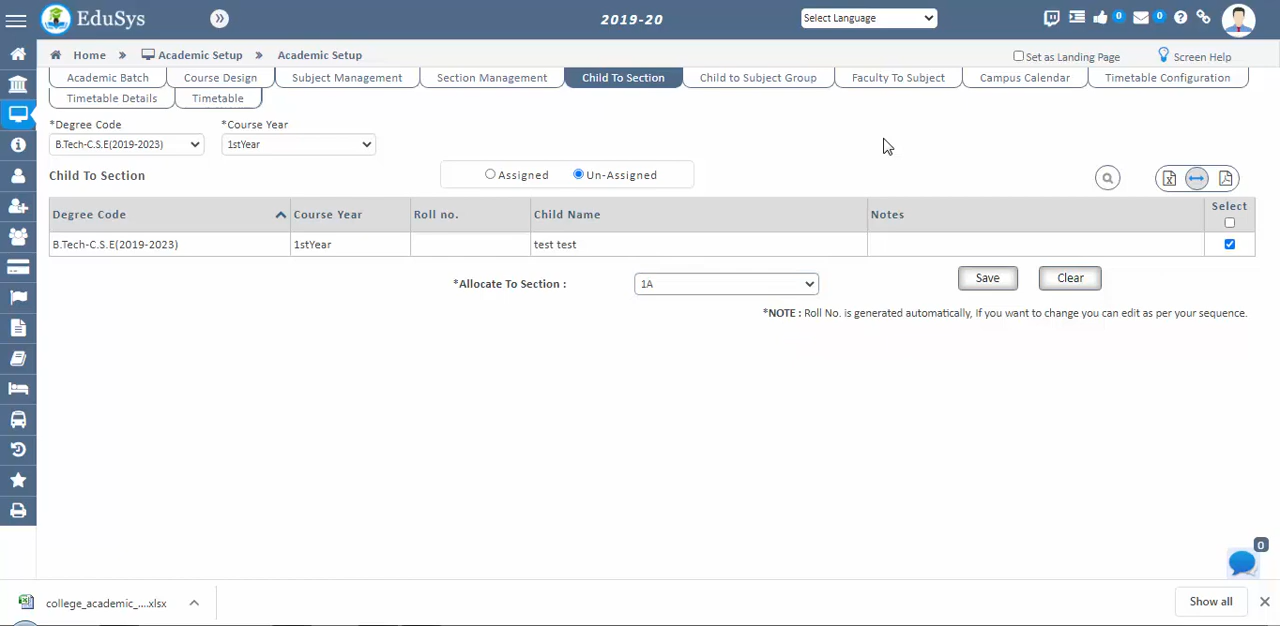 EduSys
2019-20
Select Language
0
0
Home » Academic Setup » Academic Setup
Set as Landing Page
Screen Help
Academic Batch
Course Design
Subject Management
Section Management
Child To Section
Child to Subject Group
Faculty To Subject
Campus Calendar
Timetable Configuration
Timetable Details
Timetable
*Degree Code
*Course Year
B.Tech-C.S.E(2019-2023)
1stYear
Child To Section
Assigned
Un-Assigned
Degree Code
Course Year
Roll no.
Child Name
Notes
Select
B.Tech-C.S.E(2019-2023)
1stYear
test test
*Allocate To Section :
1A
Save
Clear
*NOTE : Roll No. is generated automatically, If you want to change you can edit as per your sequence.
0
college_academic_....xlsx
Show all